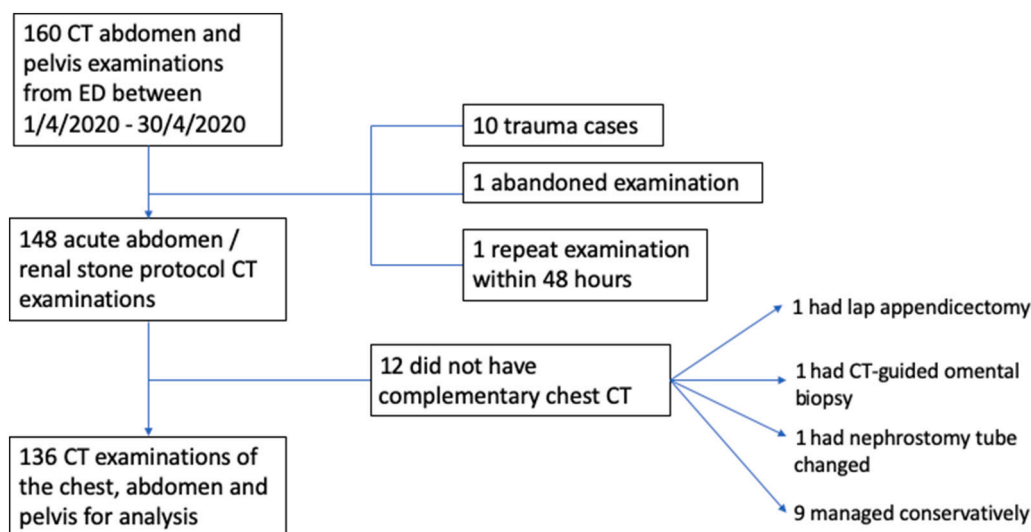 160 CT abdomen and
pelvis examinations
from ED between
1/4/2020 - 30/4/2020
10 trauma cases
1 abandoned examination
1 repeat examination
within 48 hours
148 acute abdomen /
renal stone protocol CT
examinations
12 did not have
complementary chest CT
1 had lap appendicectomy
1 had CT-guided omental
biopsy
1 had nephrostomy tube
changed
9 managed conservatively
136 CT examinations of
the chest, abdomen and
pelvis for analysis